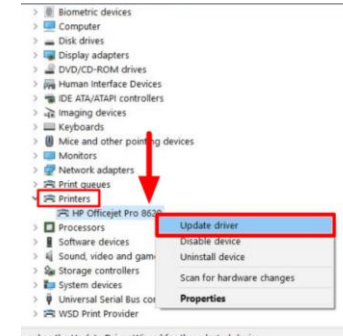 Biometric devices
Computer
Disk drives
Display adapters
DVD/CD-ROM drives
Human Interface Devices
IDE ATA/ATAPI controllers
Imaging devices
Keyboards
Mice and other pointing devices
Monitors
Network adapters
Print queues
Printers
HP Officejet Pro 8620
Processors
Update driver
Software devices
Disable device
Sound, video and gam
Uninstall device
Storage controllers
System devices
Scan for hardware changes
Universal Serial Bus co
Properties
WSD Print Provider